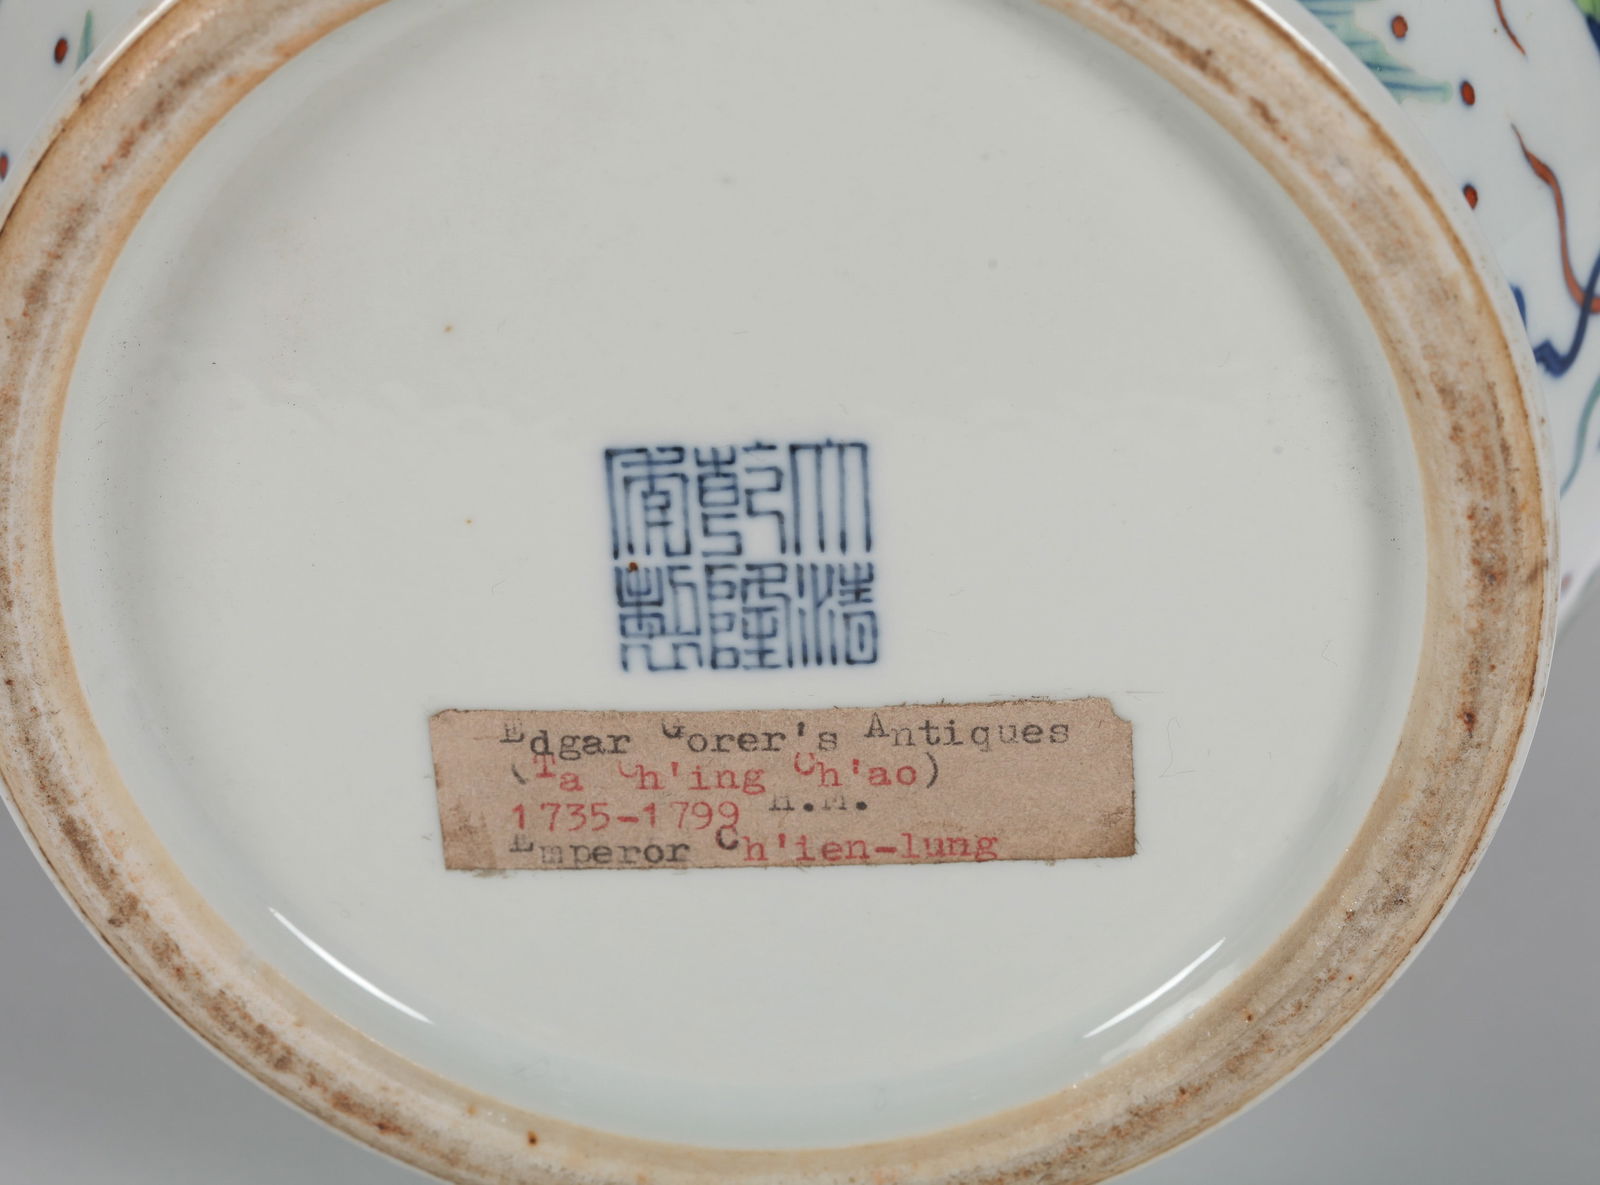 大清
乾隆
年製
Edgar Gorer's Antiques
(Ta Ch'ing Ch'ao)
1735-1799 H.M.
Emperor Ch'ien-lung